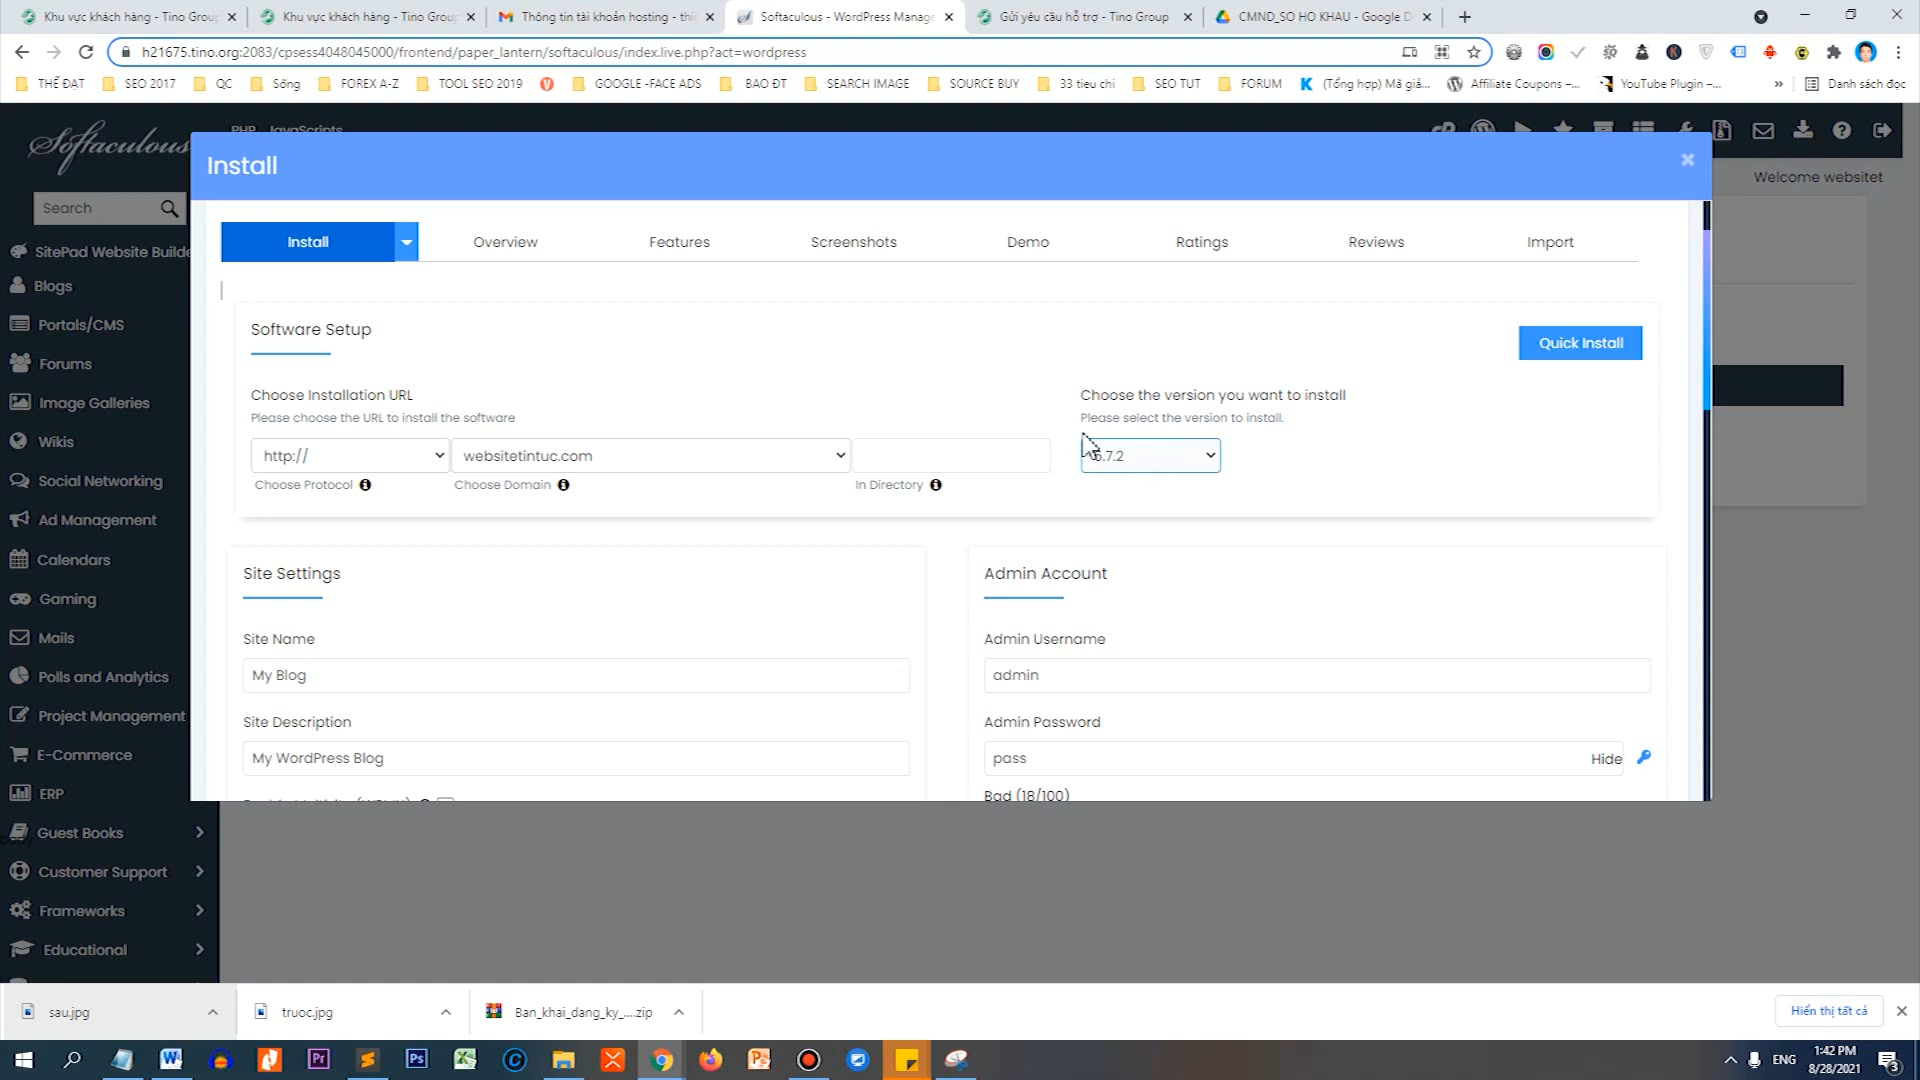 Khu vực khách hàng - Tino Group
Khu vực khách hàng - Tino Group
Thông tin tài khoản hosting - thi
Softaculous - WordPress Manage
Gửi yêu cầu hỗ trợ - Tino Group
CMND_SO HO KHAU - Google D
h21675.tino.org:2083/cpsess4048045000/frontend/paper_lantern/softaculous/index.live.php?act=wordpress
THẾ ĐẠT
SEO 2017
QC
Sống
FOREX A-Z
TOOL SEO 2019
GOOGLE -FACE ADS
BAO ĐT
SEARCH IMAGE
SOURCE BUY
33 tieu chi
SEO TUT
FORUM
(Tổng hợp) Mã giả...
Affiliate Coupons –...
YouTube Plugin –...
»
Danh sách đọc
Softaculous
PHP JavaScripts
Install
Welcome websitet
Search
Install
Overview
Features
Screenshots
Demo
Ratings
Reviews
Import
SitePad Website Builde
Blogs
Portals/CMS
Forums
Image Galleries
Wikis
Social Networking
Ad Management
Calendars
Gaming
Mails
Polls and Analytics
Project Management
E-Commerce
ERP
Guest Books
Customer Support
Frameworks
Educational
Software Setup
Quick Install
Choose Installation URL
Please choose the URL to install the software
http://
websitetintuc.com
Choose Protocol
Choose Domain
In Directory
Choose the version you want to install
Please select the version to install.
5.7.2
Site Settings
Site Name
My Blog
Site Description
My WordPress Blog
Admin Account
Admin Username
admin
Admin Password
pass
Hide
Bad (18/100)
sau.jpg
truoc.jpg
Ban_khai_dang_ky_....zip
Hiển thị tất cả
ENG
1:42 PM
8/28/2021
3